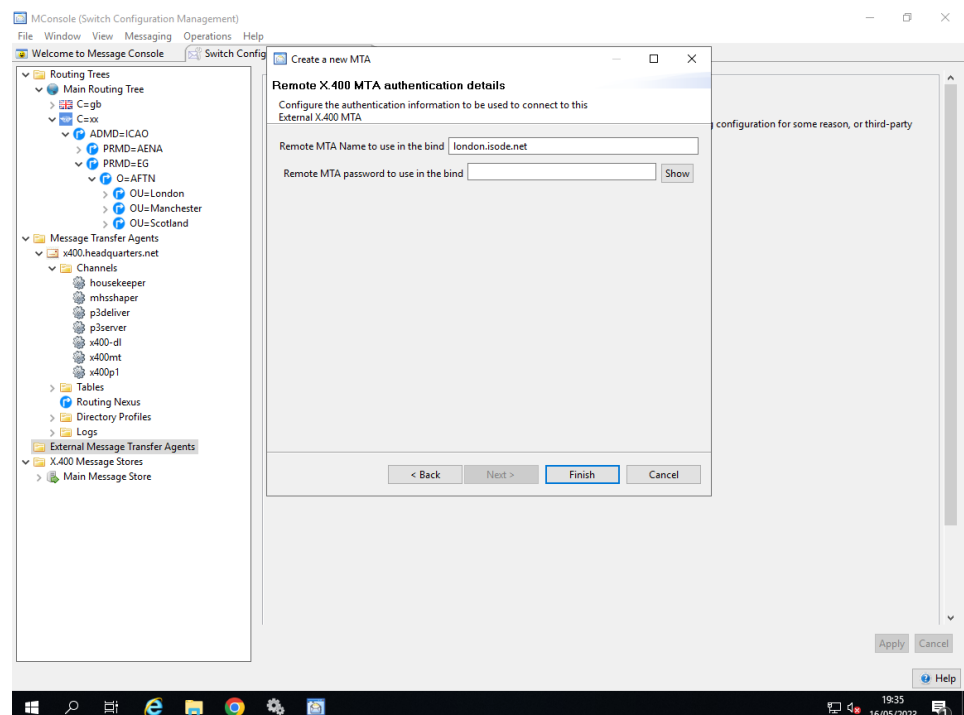 MConsole (Switch Configuration Management)
File Window View Messaging Operations Help
Welcome to Message Console
Switch Config
Routing Trees
Main Routing Tree
C=gb
C=xx
ADMD=ICAO
PRMD=AENA
PRMD=EG
O=AFTN
OU=London
OU=Manchester
OU=Scotland
Message Transfer Agents
x400.headquarters.net
Channels
housekeeper
mhsshaper
p3deliver
p3server
x400-dl
x400mt
x400p1
Tables
Routing Nexus
Directory Profiles
Logs
External Message Transfer Agents
X.400 Message Stores
Main Message Store
Create a new MTA
Remote X.400 MTA authentication details
Configure the authentication information to be used to connect to this
External X.400 MTA
Remote MTA Name to use in the bind london.isode.net
Remote MTA password to use in the bind Show
< Back Next > Finish Cancel
configuration for some reason, or third-party
Apply Cancel
Help
19:35
16/05/2023